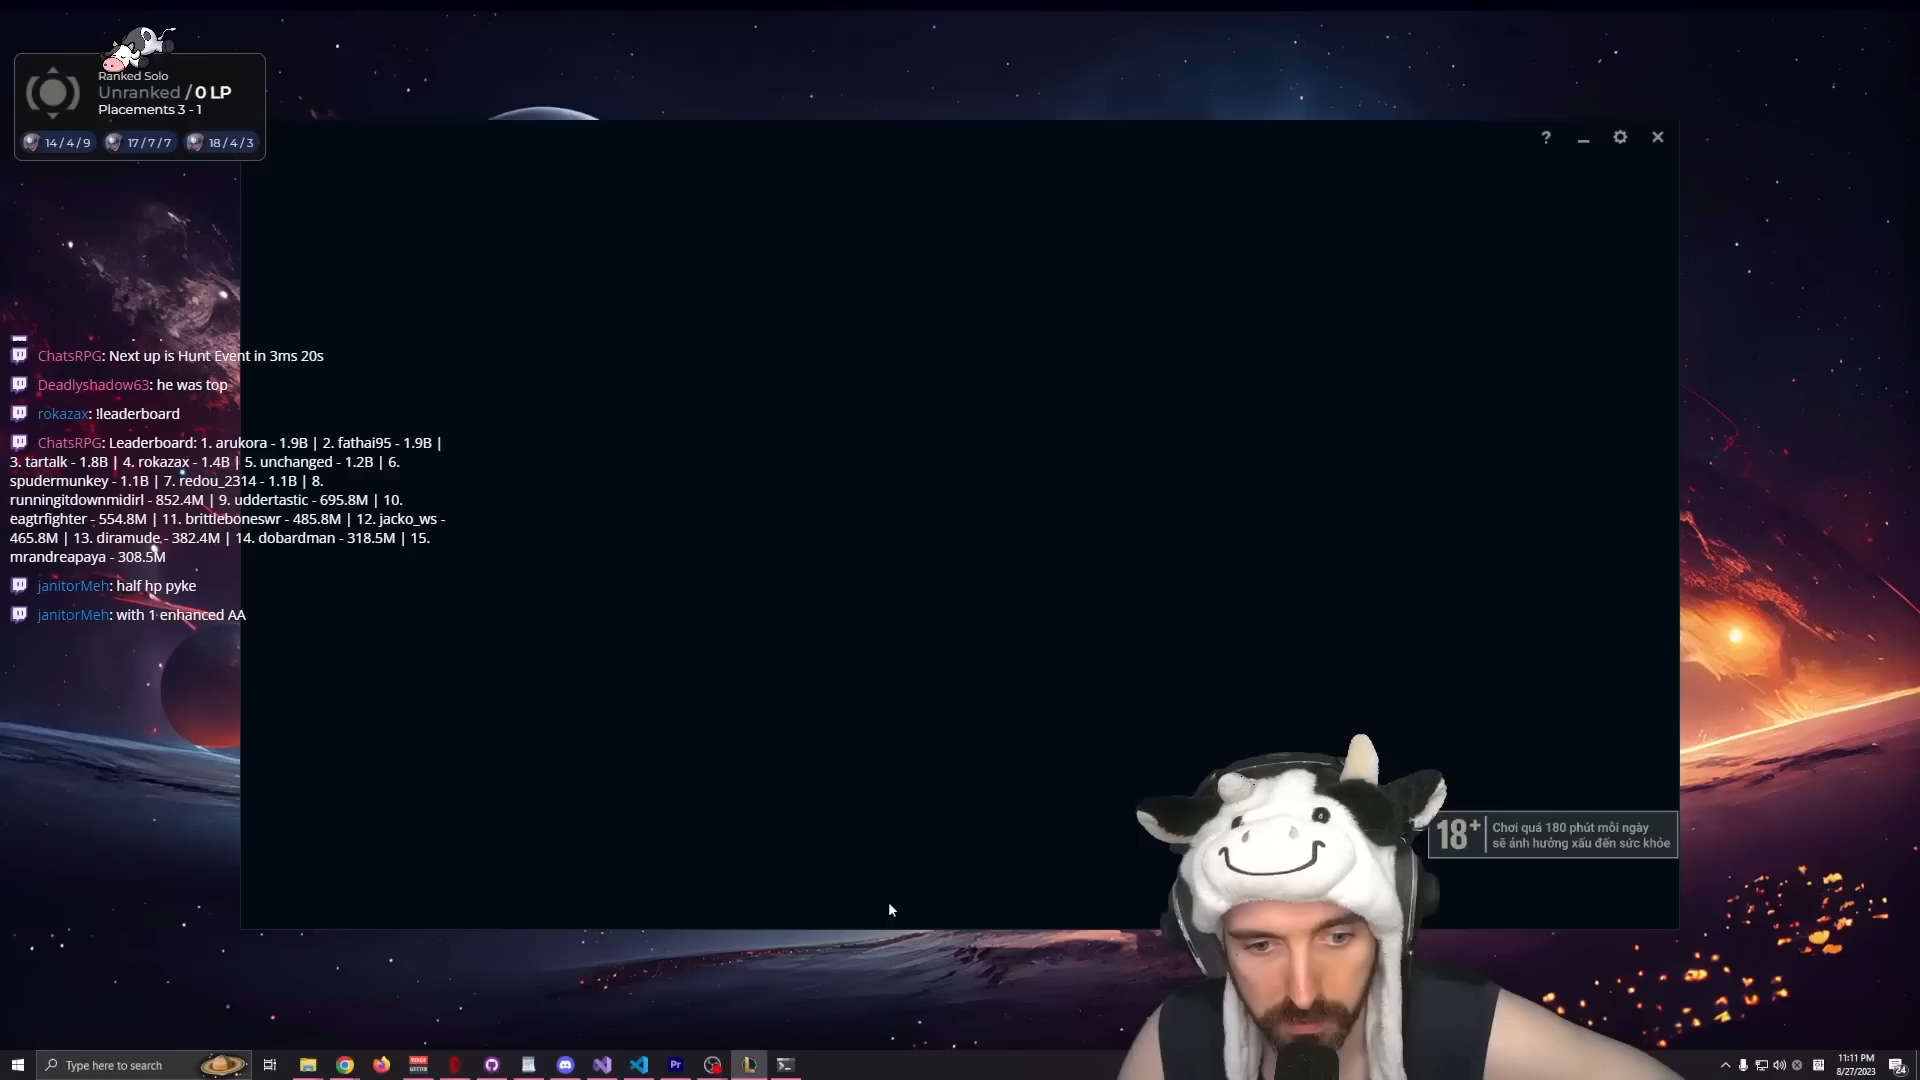 Ranked Solo
Unranked / 0 LP
Placements 3 - 1
14 / 4 / 9
17 / 7 / 7
18 / 4 / 3
ChatsRPG: Next up is Hunt Event in 3ms 20s
Deadlyshadow63: he was top
rokazax: !leaderboard
ChatsRPG: Leaderboard: 1. arukora - 1.9B | 2. fathai95 - 1.9B |
3. tartalk - 1.8B | 4. rokazax - 1.4B | 5. unchanged - 1.2B | 6.
spudermunkey - 1.1B | 7. redou_2314 - 1.1B | 8.
runningitdownmidirl - 852.4M | 9. uddertastic - 695.8M | 10.
eagtrfighter - 554.8M | 11. brittleboneswr - 485.8M | 12. jacko_ws -
465.8M | 13. diramude - 382.4M | 14. dobardman - 318.5M | 15.
mrandreapaya - 308.5M
janitorMeh: half hp pyke
janitorMeh: with 1 enhanced AA
18+
Chơi quá 180 phút mỗi ngày
sẽ ảnh hưởng xấu đến sức khỏe
Type here to search
Pr
11:11 PM
8/27/2023
24